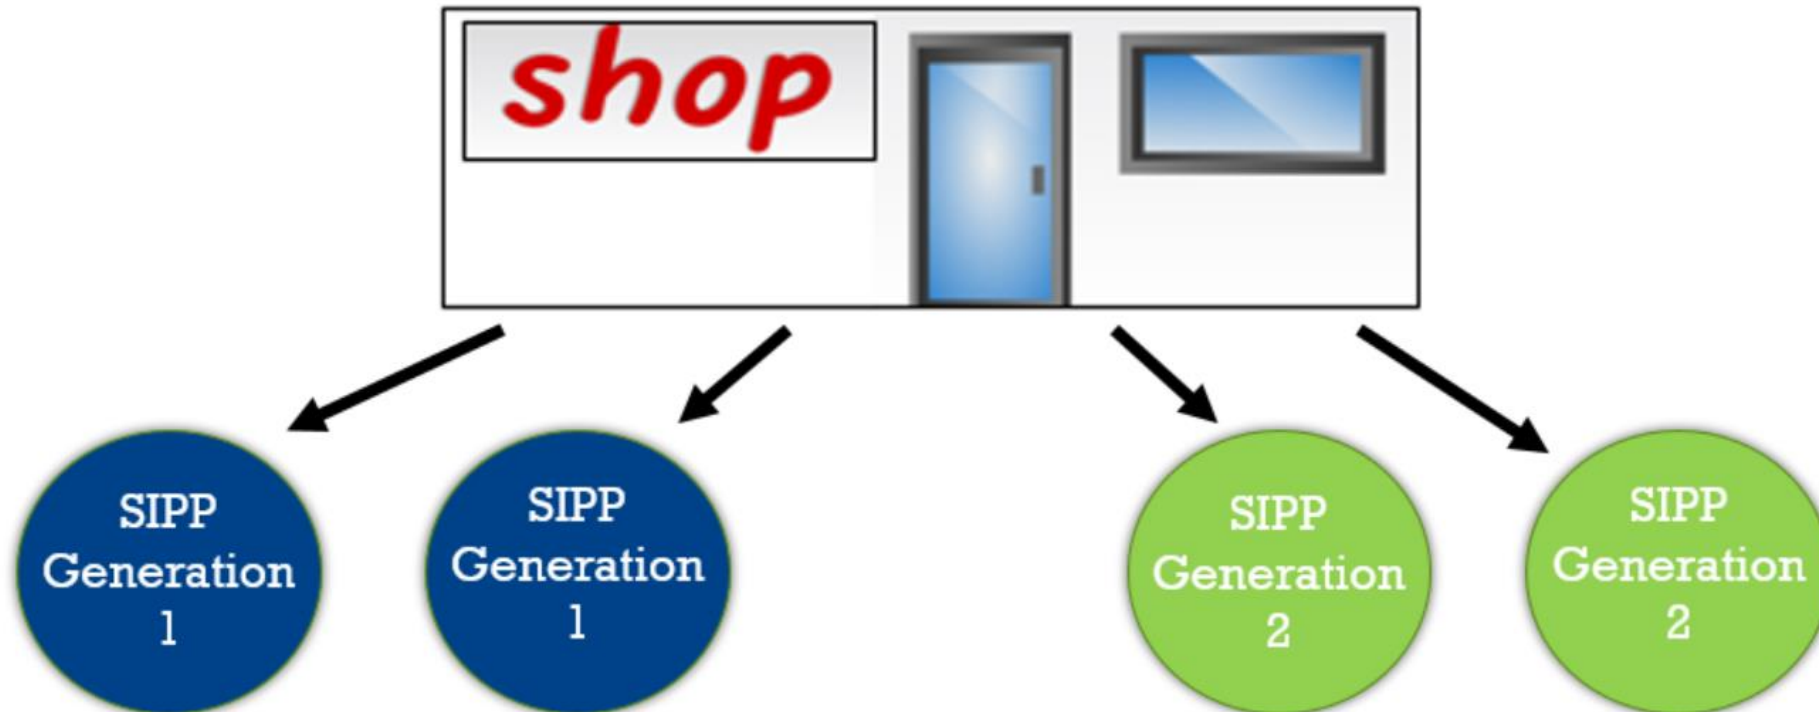 shop
SIPP
Generation
1
SIPP
Generation
1
SIPP
Generation
2
SIPP
Generation
2